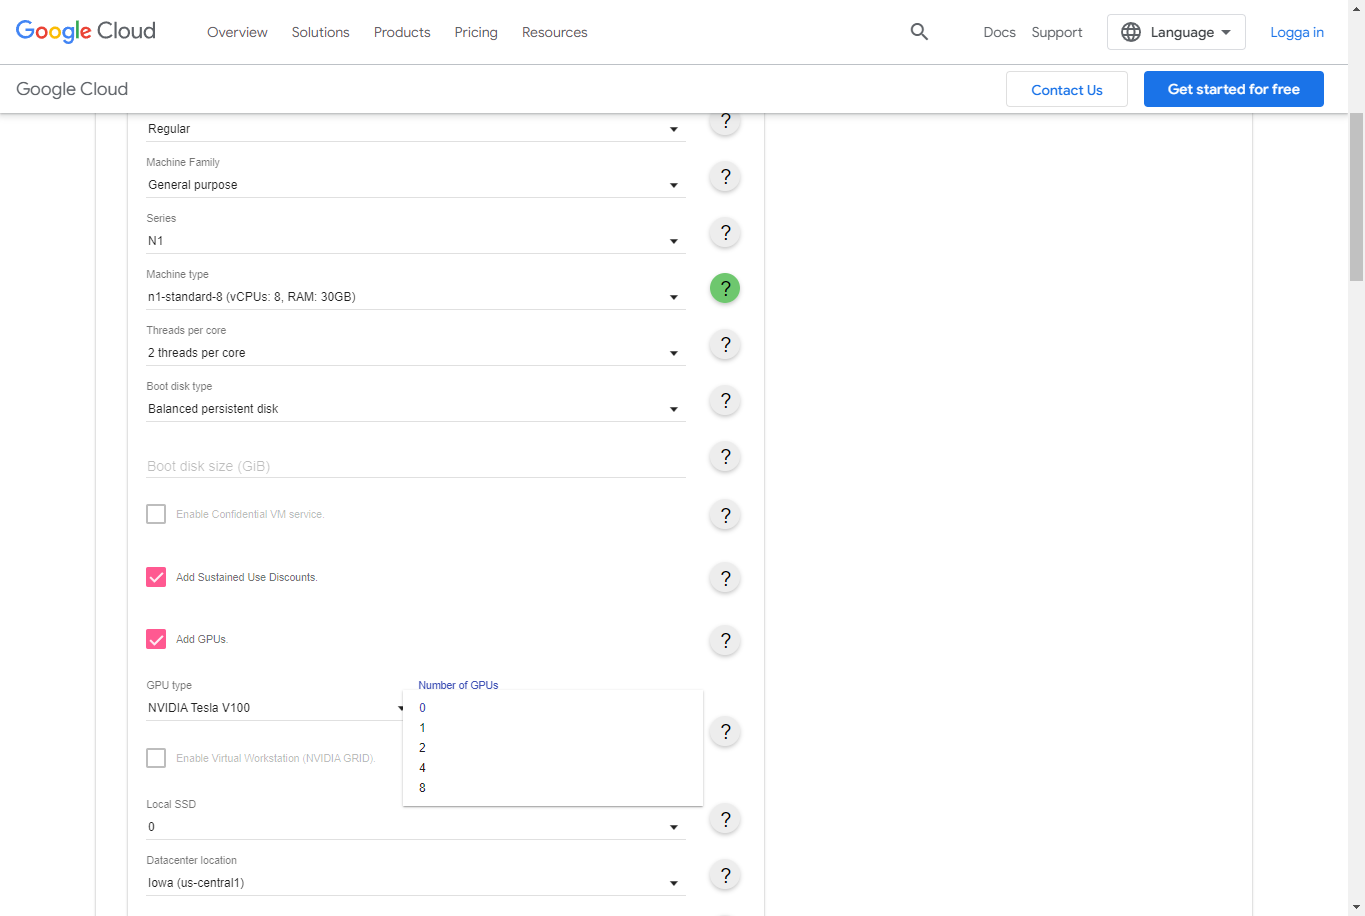 Google Cloud
Overview
Solutions
Products
Pricing
Resources
Docs
Support
Language
Logga in
Google Cloud
Contact Us
Get started for free
Regular
?
Machine Family
General purpose
?
Series
N1
?
Machine type
n1-standard-8 (vCPUs: 8, RAM: 30GB)
?
Threads per core
2 threads per core
?
Boot disk type
Balanced persistent disk
?
Boot disk size (GiB)
?
Enable Confidential VM service.
?
Add Sustained Use Discounts.
?
Add GPUs.
?
GPU type
NVIDIA Tesla V100
Number of GPUs
0
1
2
4
8
?
Enable Virtual Workstation (NVIDIA GRID).
Local SSD
0
?
Datacenter location
Iowa (us-central1)
?